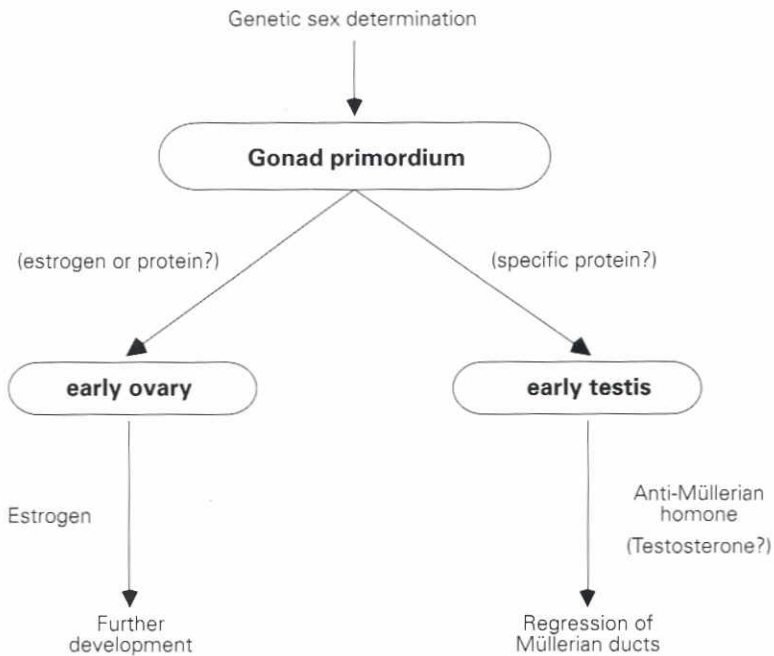 Genetic sex determination
Gonad primordium
(estrogen or protein?)
(specific protein?)
early ovary
early testis
Estrogen
Anti-Müllerian
homone
(Testosterone?)
Further
development
Regression of
Müllerian ducts